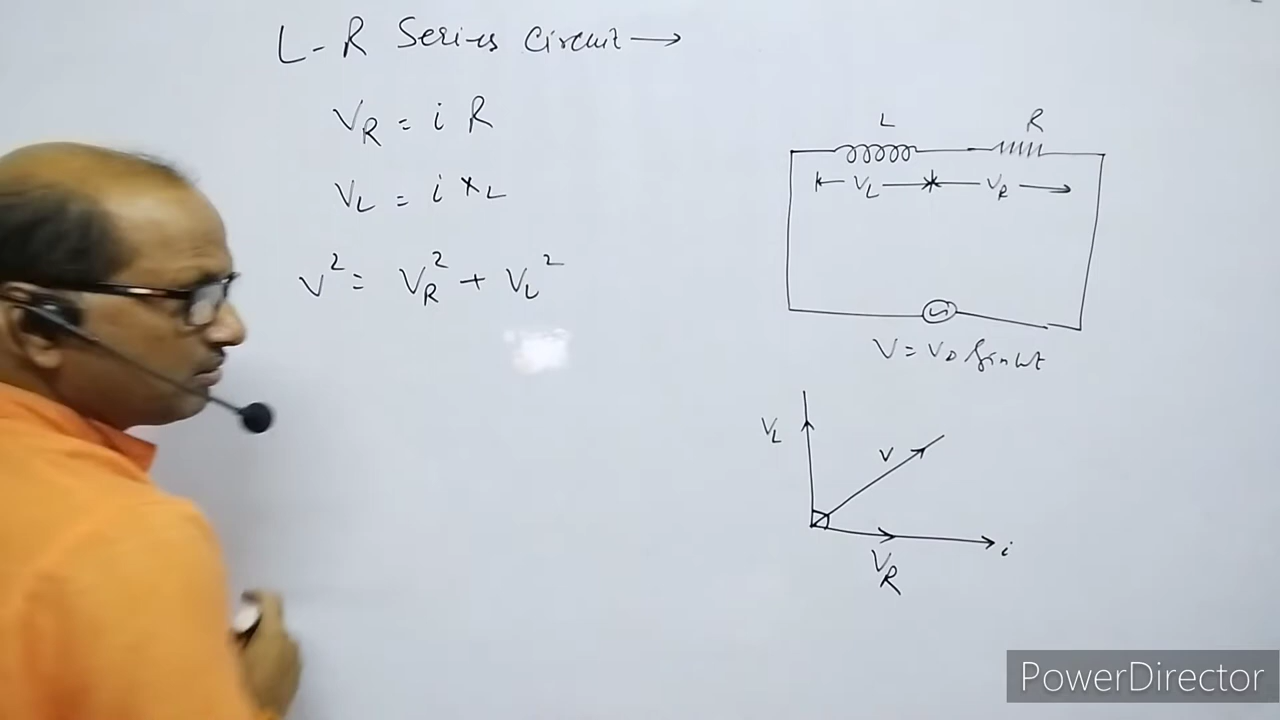 L-R Series Circuit →
V_R = i R
V_L = i X_L
V² = V_R² + V_L²
L R
V_L V_R
V = V₀ sin ωt
V_L
V
i
V_R
PowerDirector